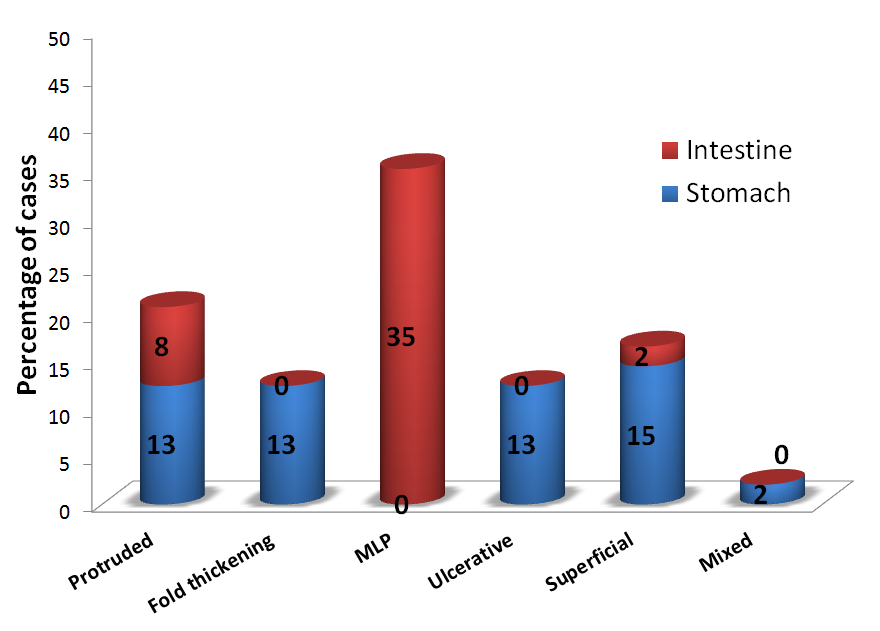 50
45
40
35
30
25
20
15
10
5
0
Percentage of cases
Intestine
Stomach
8
13
0
13
35
0
0
13
2
15
0
2
Protruded
Fold thickening
MLP
Ulcerative
Superficial
Mixed